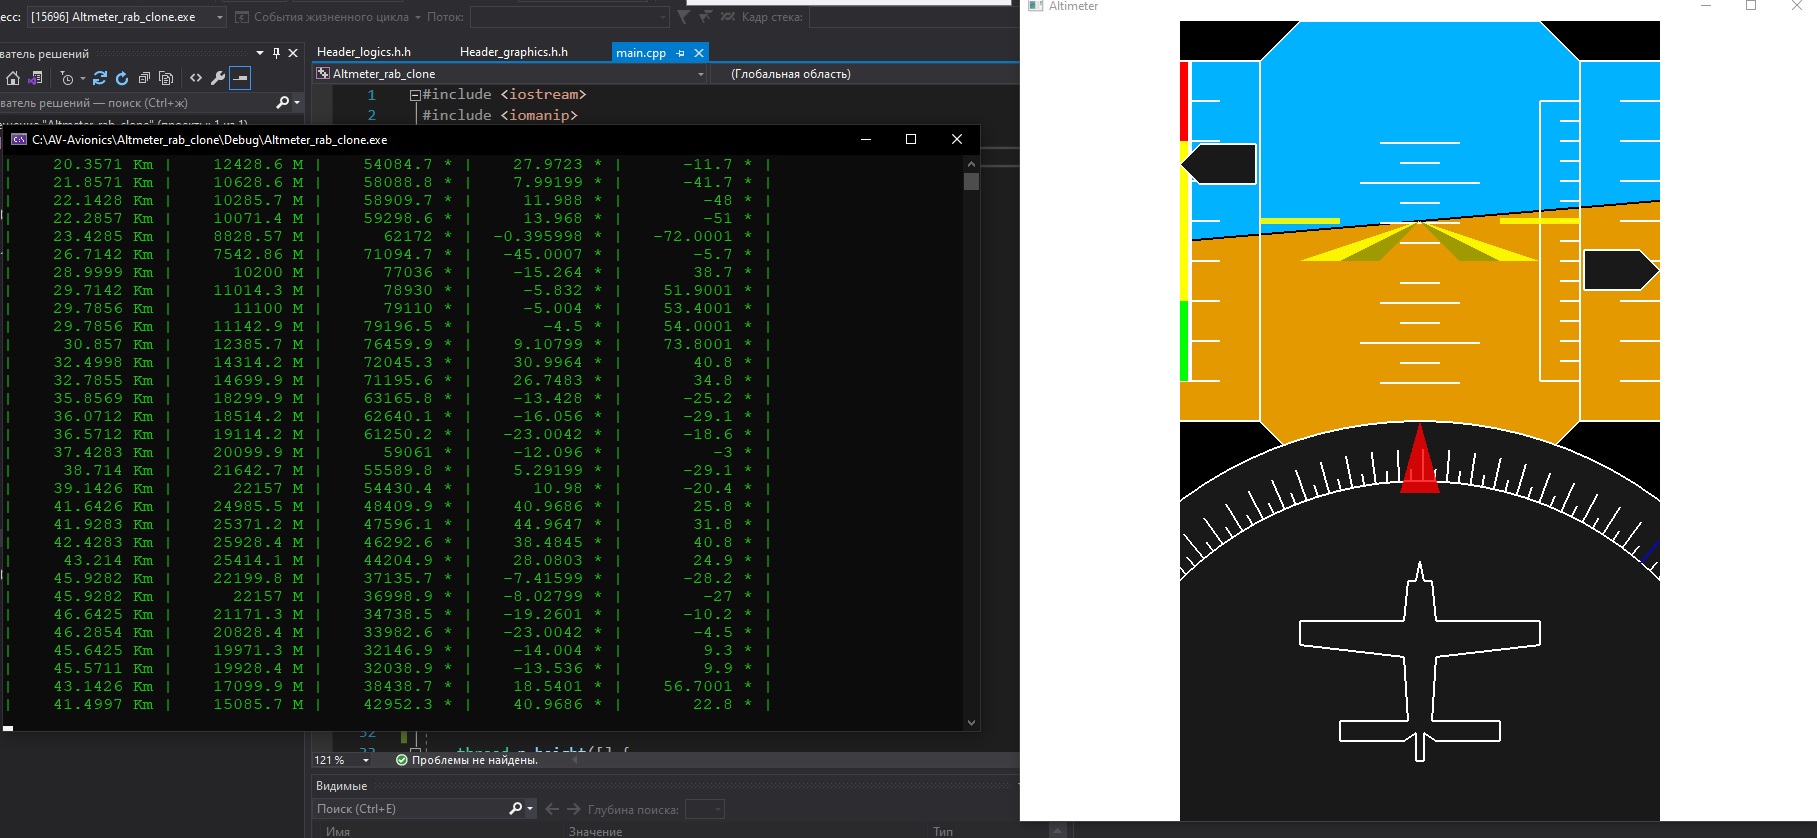 есс: [15696] Altmeter_rab_clone.exe События жизненного цикла Поток: Кадр стека:
Altimeter
ватель решений
Header_logics.h.h Header_graphics.h.h main.cpp
Altmeter_rab_clone (Глобальная область)
ватель решений — поиск (Ctrl+ж)
1 #include <iostream>
2 #include <iomanip>
C:\AV-Avionics\Altmeter_rab_clone\Debug\Altmeter_rab_clone.exe
| 20.3571 Km | 12428.6 M | 54084.7 * | 27.9723 * | -11.7 * |
| 21.8571 Km | 10628.6 M | 58088.8 * | 7.99199 * | -41.7 * |
| 22.1428 Km | 10285.7 M | 58909.7 * | 11.988 * | -48 * |
| 22.2857 Km | 10071.4 M | 59298.6 * | 13.968 * | -51 * |
| 23.4285 Km | 8828.57 M | 62172 * | -0.395998 * | -72.0001 * |
| 26.7142 Km | 7542.86 M | 71094.7 * | -45.0007 * | -5.7 * |
| 28.9999 Km | 10200 M | 77036 * | -15.264 * | 38.7 * |
| 29.7142 Km | 11014.3 M | 78930 * | -5.832 * | 51.9001 * |
| 29.7856 Km | 11100 M | 79110 * | -5.004 * | 53.4001 * |
| 29.7856 Km | 11142.9 M | 79196.5 * | -4.5 * | 54.0001 * |
| 30.857 Km | 12385.7 M | 76459.9 * | 9.10799 * | 73.8001 * |
| 32.4998 Km | 14314.2 M | 72045.3 * | 30.9964 * | 40.8 * |
| 32.7855 Km | 14699.9 M | 71195.6 * | 26.7483 * | 34.8 * |
| 35.8569 Km | 18299.9 M | 63165.8 * | -13.428 * | -25.2 * |
| 36.0712 Km | 18514.2 M | 62640.1 * | -16.056 * | -29.1 * |
| 36.5712 Km | 19114.2 M | 61250.2 * | -23.0042 * | -18.6 * |
| 37.4283 Km | 20099.9 M | 59061 * | -12.096 * | -3 * |
| 38.714 Km | 21642.7 M | 55589.8 * | 5.29199 * | -29.1 * |
| 39.1426 Km | 22157 M | 54430.4 * | 10.98 * | -20.4 * |
| 41.6426 Km | 24985.5 M | 48409.9 * | 40.9686 * | 25.8 * |
| 41.9283 Km | 25371.2 M | 47596.1 * | 44.9647 * | 31.8 * |
| 42.4283 Km | 25928.4 M | 46292.6 * | 38.4845 * | 40.8 * |
| 43.214 Km | 25414.1 M | 44204.9 * | 28.0803 * | 24.9 * |
| 45.9282 Km | 22199.8 M | 37135.7 * | -7.41599 * | -28.2 * |
| 45.9282 Km | 22157 M | 36998.9 * | -8.02799 * | -27 * |
| 46.6425 Km | 21171.3 M | 34738.5 * | -19.2601 * | -10.2 * |
| 46.2854 Km | 20828.4 M | 33982.6 * | -23.0042 * | -4.5 * |
| 45.6425 Km | 19971.3 M | 32146.9 * | -14.004 * | 9.3 * |
| 45.5711 Km | 19928.4 M | 32038.9 * | -13.536 * | 9.9 * |
| 43.1426 Km | 17099.9 M | 38438.7 * | 18.5401 * | 56.7001 * |
| 41.4997 Km | 15085.7 M | 42952.3 * | 40.9686 * | 22.8 * |
121 % Проблемы не найдены.
Видимые
Поиск (Ctrl+E) Глубина поиска:
Имя Значение Тип